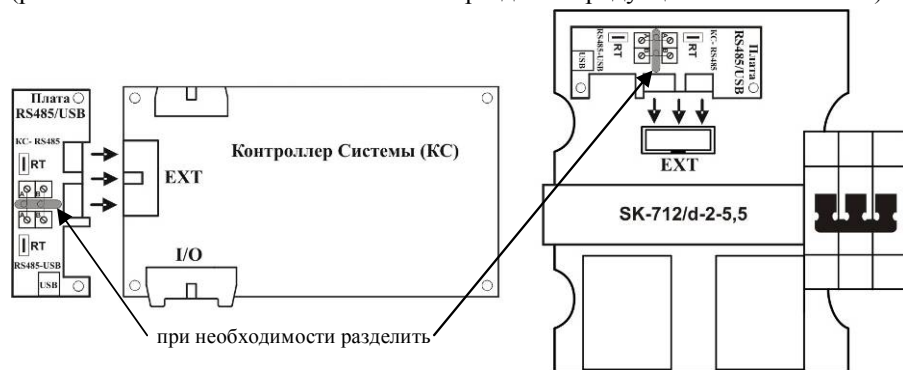 Плата
RS485/USB
КС- RS485
RT
A B
A B
RT
RS485-USB
USB
EXT
Контроллер Системы (КС)
I/O
при необходимости разделить
USB
RS485-USB
RT
A A
B B
RT
КС- RS485
Плата
RS485/USB
EXT
SK-712/d-2-5,5